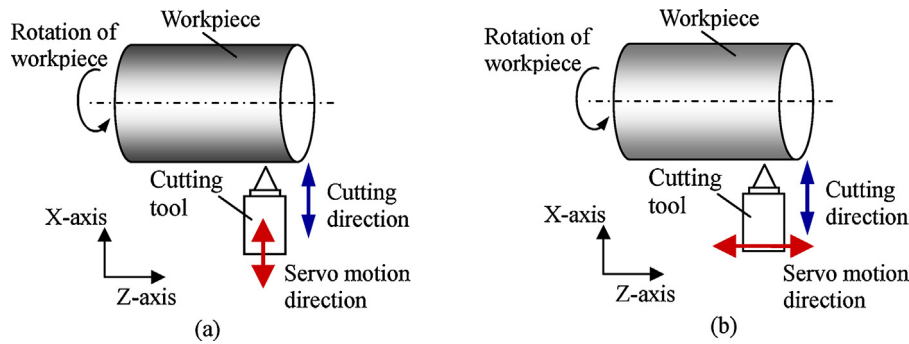 Workpiece
Rotation of
workpiece
Cutting
tool
Cutting
direction
X-axis
Servo motion
direction
Z-axis
(a)
Workpiece
Rotation of
workpiece
Cutting
tool
Cutting
direction
X-axis
Servo motion
direction
Z-axis
(b)